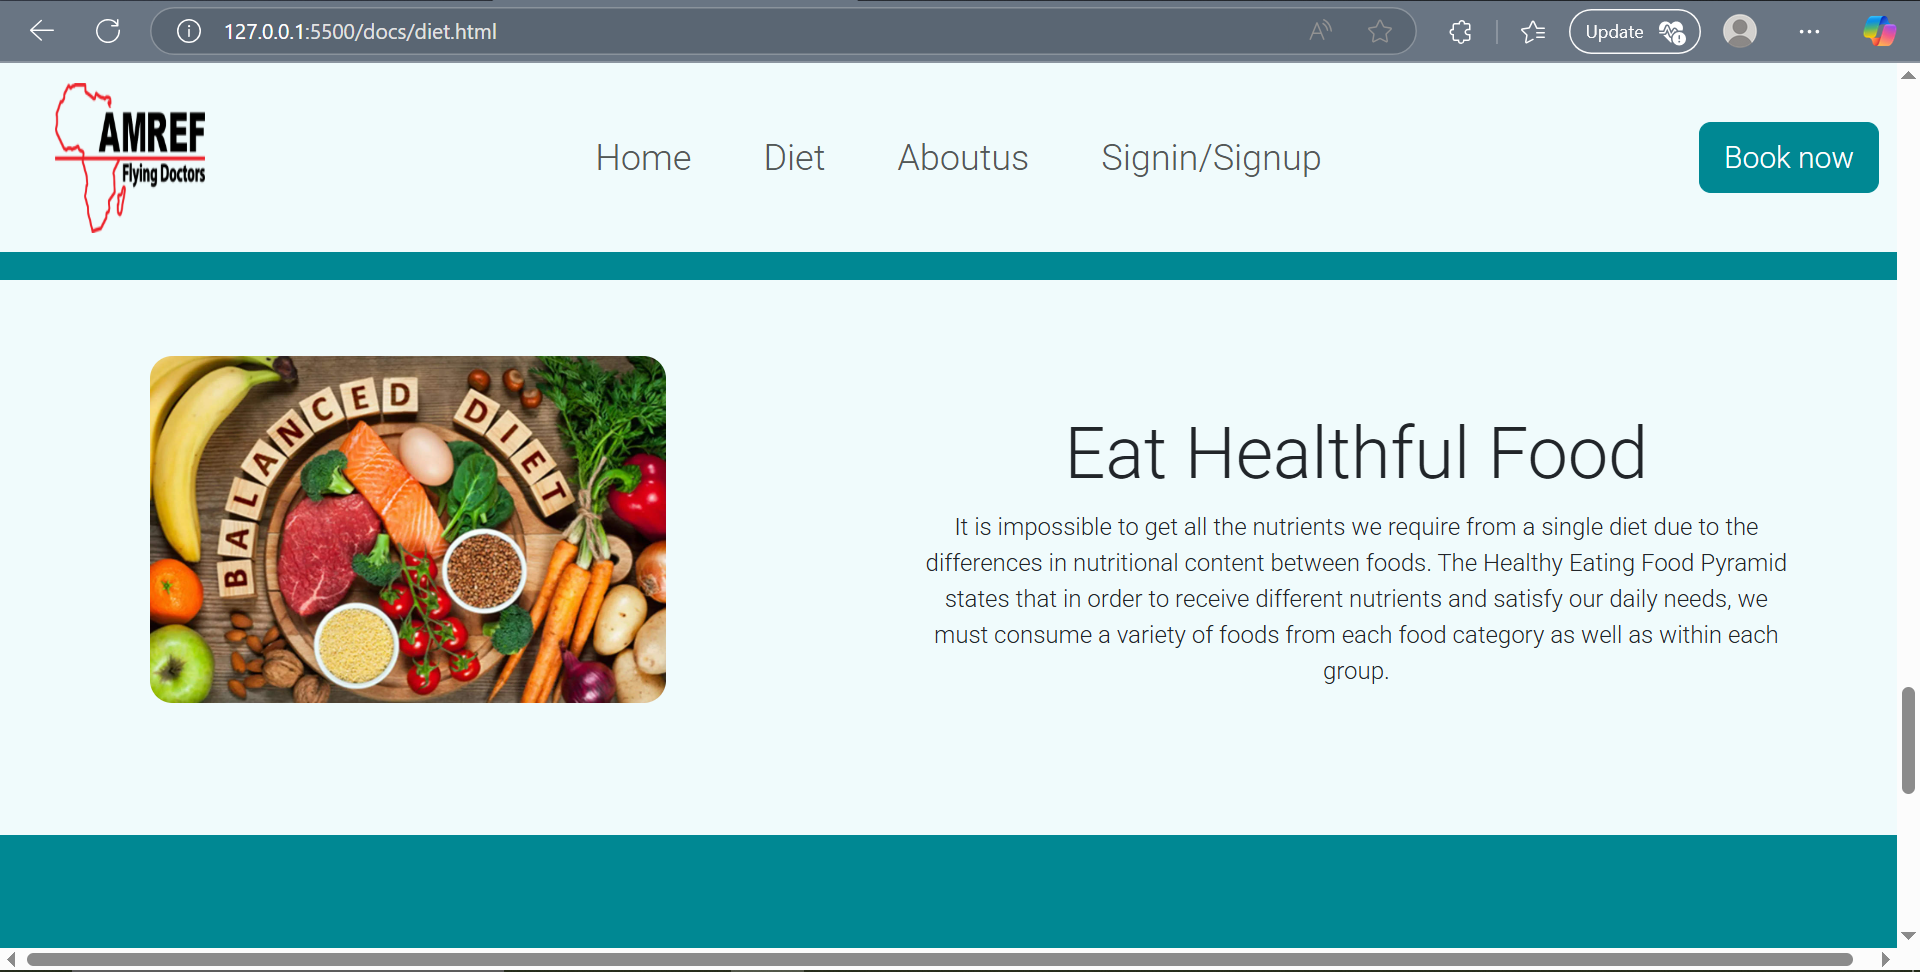 127.0.0.1:5500/docs/diet.html
Update
AMREF
Flying Doctors
Home
Diet
Aboutus
Signin/Signup
Book now
BALANCED DIET
Eat Healthful Food
It is impossible to get all the nutrients we require from a single diet due to the
differences in nutritional content between foods. The Healthy Eating Food Pyramid
states that in order to receive different nutrients and satisfy our daily needs, we
must consume a variety of foods from each food category as well as within each
group.